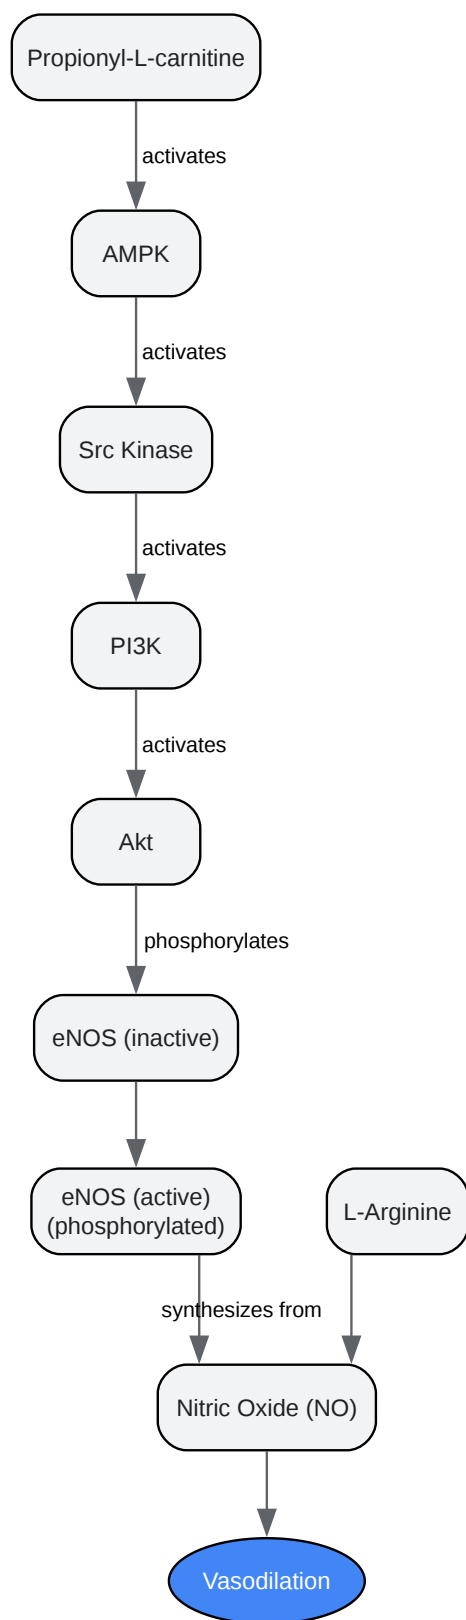 Propionyl-L-carnitine
activates
AMPK
activates
Src Kinase
activates
PI3K
activates
Akt
phosphorylates
eNOS (inactive)
eNOS (active)
(phosphorylated)
L-Arginine
synthesizes from
Nitric Oxide (NO)
Vasodilation